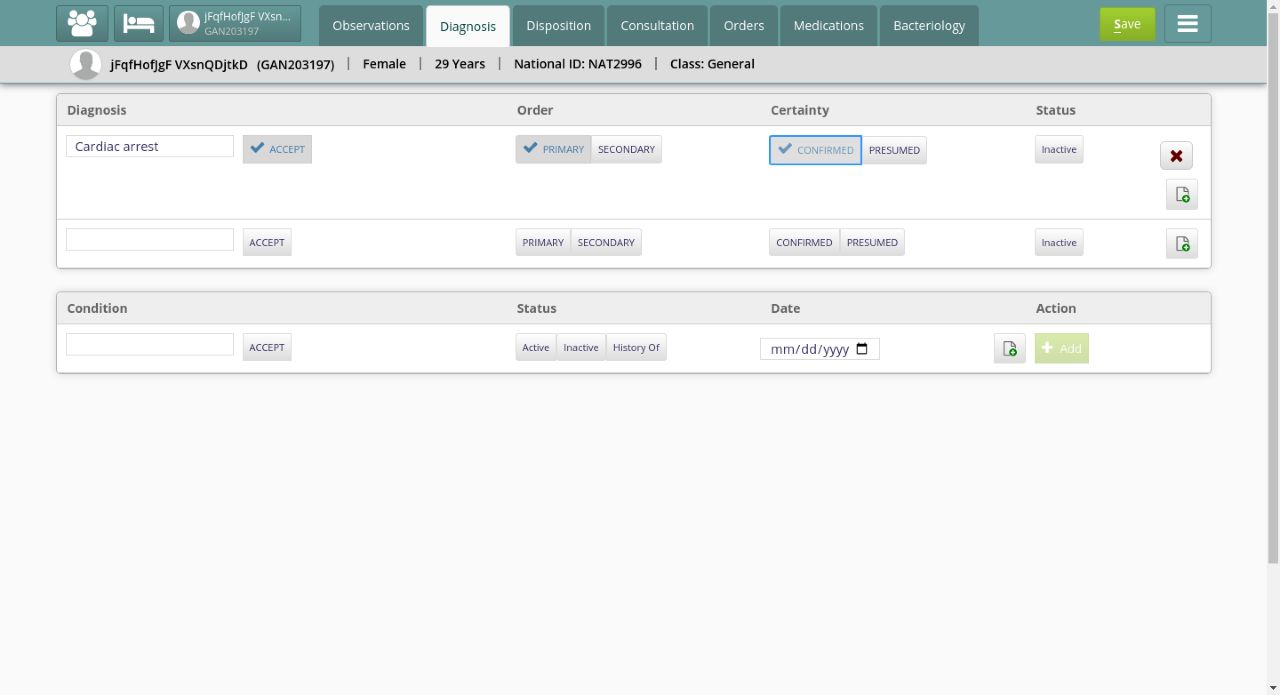 jFqfHofJgF VXsn...
GAN203197
Observations
Diagnosis
Disposition
Consultation
Orders
Medications
Bacteriology
Save
jFqfHofJgF VXsnQDjtkD (GAN203197) | Female | 29 Years | National ID: NAT2996 | Class: General
Diagnosis Order Certainty Status
Cardiac arrest ACCEPT PRIMARY SECONDARY CONFIRMED PRESUMED Inactive
ACCEPT PRIMARY SECONDARY CONFIRMED PRESUMED Inactive
Condition Status Date Action
ACCEPT Active Inactive History Of mm/dd/yyyy Add